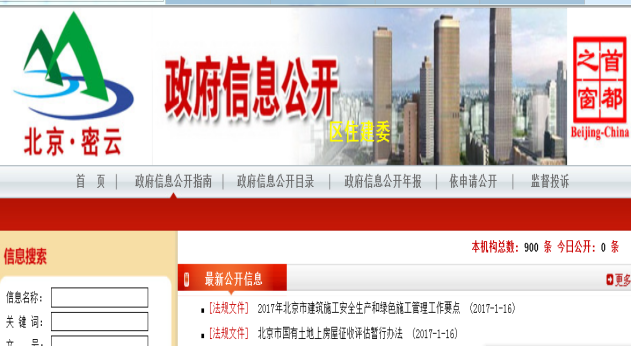 政府信息公开
区住建委
北京·密云
首都
之窗
Beijing-China
首 页 | 政府信息公开指南 | 政府信息公开目录 | 政府信息公开年报 | 依申请公开 | 监督投诉
本机构总数: 900 条 今日公开: 0 条
信息搜索
最新公开信息
更多
信息名称:
[法规文件] 2017年北京市建筑施工安全生产和绿色施工管理工作要点 (2017-1-16)
关 键 词:
[法规文件] 北京市国有土地上房屋征收评估暂行办法 (2017-1-16)